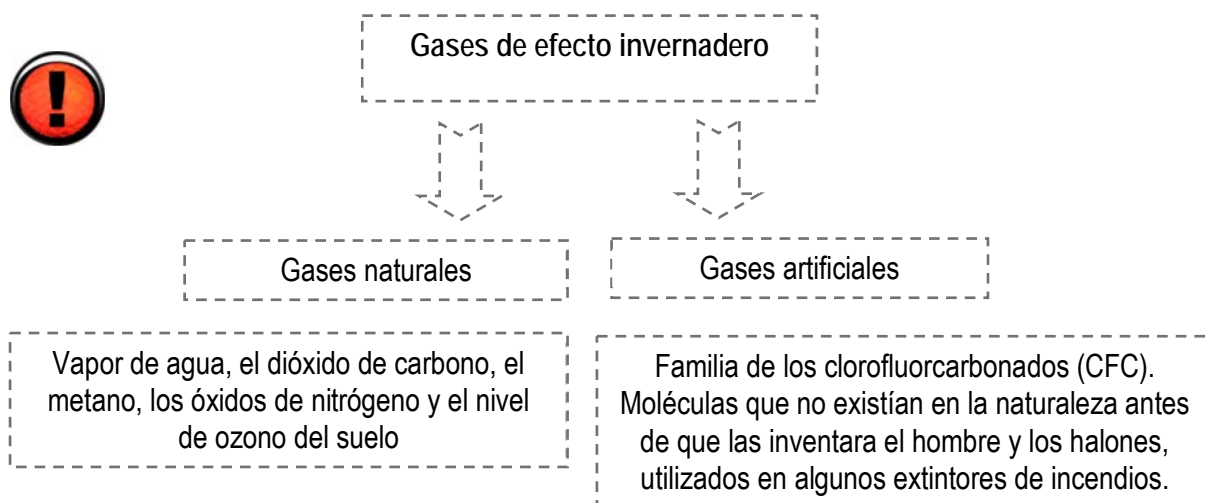 Gases de efecto invernadero
Gases naturales
Gases artificiales
Vapor de agua, el dióxido de carbono, el
metano, los óxidos de nitrógeno y el nivel
de ozono del suelo
Familia de los clorofluorcarbonados (CFC).
Moléculas que no existían en la naturaleza antes
de que las inventara el hombre y los halones,
utilizados en algunos extintores de incendios.